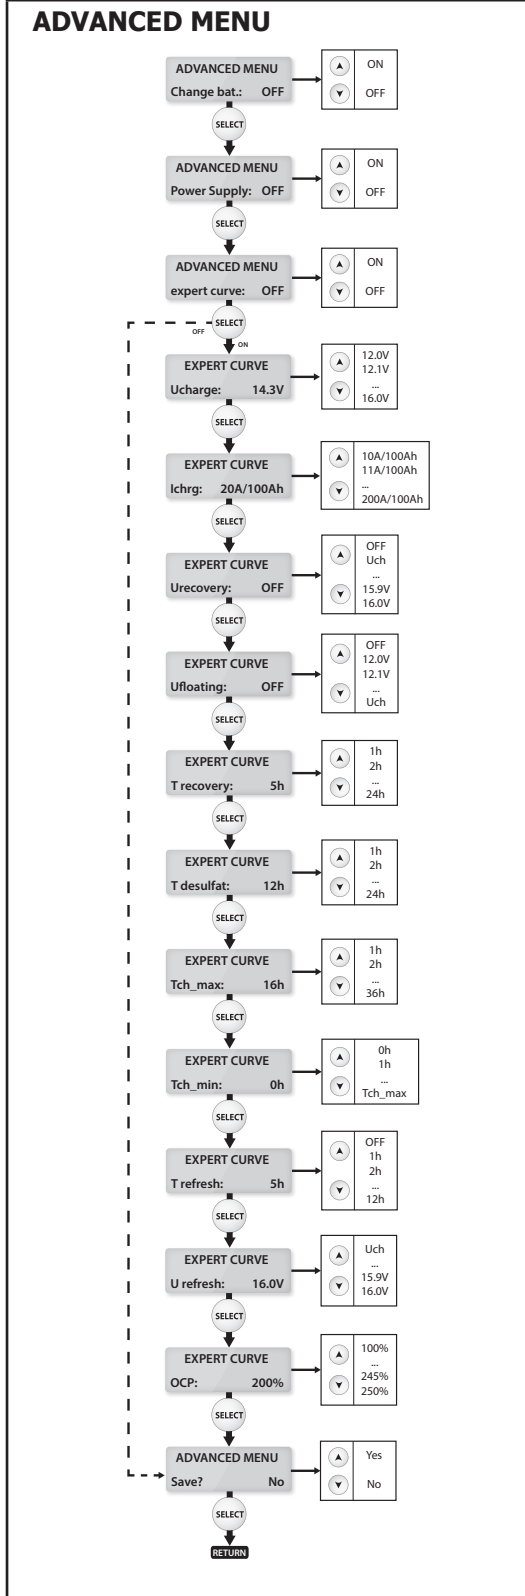 ADVANCED MENU
ADVANCED MENU
Change bat.: OFF
ON
OFF
SELECT
ADVANCED MENU
Power Supply: OFF
ON
OFF
SELECT
ADVANCED MENU
expert curve: OFF
ON
OFF
SELECT
OFF
ON
EXPERT CURVE
Ucharge: 14.3V
12.0V
12.1V
...
16.0V
SELECT
EXPERT CURVE
Ichrg: 20A/100Ah
10A/100Ah
11A/100Ah
...
200A/100Ah
SELECT
EXPERT CURVE
Urecovery: OFF
OFF
Uch
...
15.9V
16.0V
SELECT
EXPERT CURVE
Ufloating: OFF
OFF
12.0V
12.1V
...
Uch
SELECT
EXPERT CURVE
T recovery: 5h
1h
2h
...
24h
SELECT
EXPERT CURVE
T desulfat: 12h
1h
2h
...
24h
SELECT
EXPERT CURVE
Tch_max: 16h
1h
2h
...
36h
SELECT
EXPERT CURVE
Tch_min: 0h
0h
1h
...
Tch_max
SELECT
EXPERT CURVE
T refresh: 5h
OFF
1h
2h
...
12h
SELECT
EXPERT CURVE
U refresh: 16.0V
Uch
...
15.9V
16.0V
SELECT
EXPERT CURVE
OCP: 200%
100%
...
245%
250%
SELECT
ADVANCED MENU
Save? No
Yes
No
SELECT
RETURN